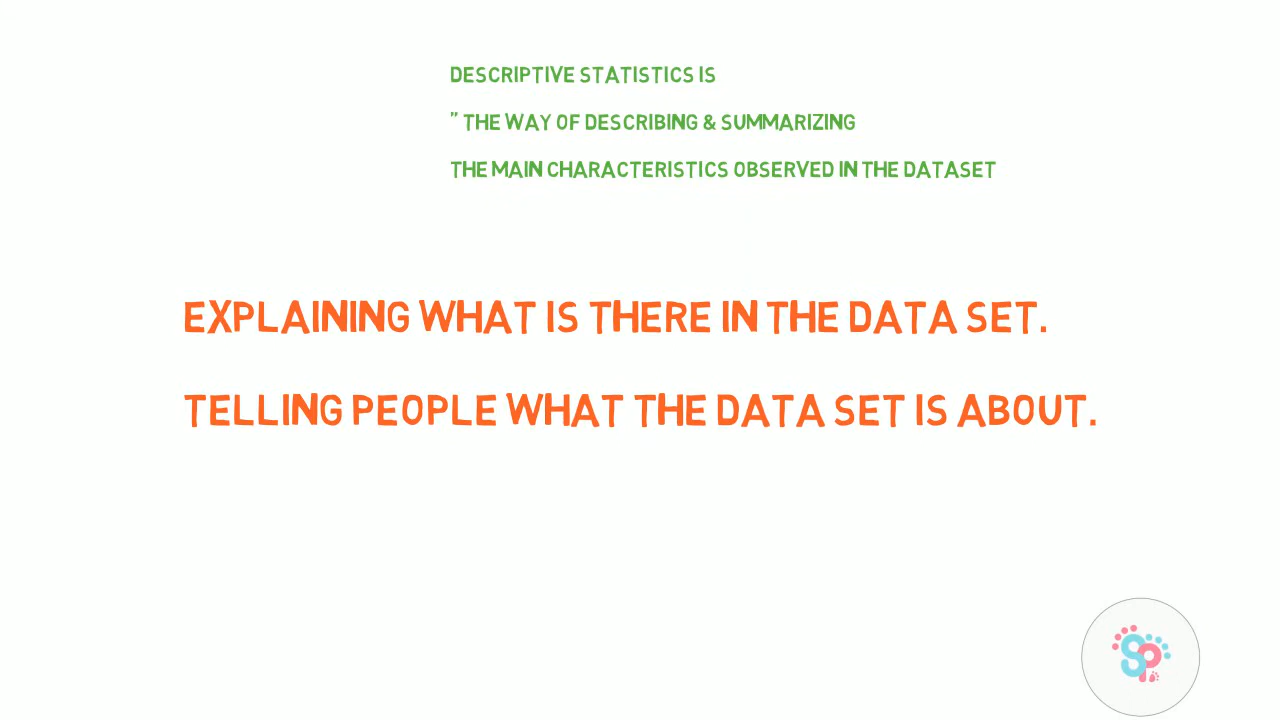 DESCRIPTIVE STATISTICS IS
" THE WAY OF DESCRIBING & SUMMARIZING
THE MAIN CHARACTERISTICS OBSERVED IN THE DATASET
EXPLAINING WHAT IS THERE IN THE DATA SET.
TELLING PEOPLE WHAT THE DATA SET IS ABOUT.
SP